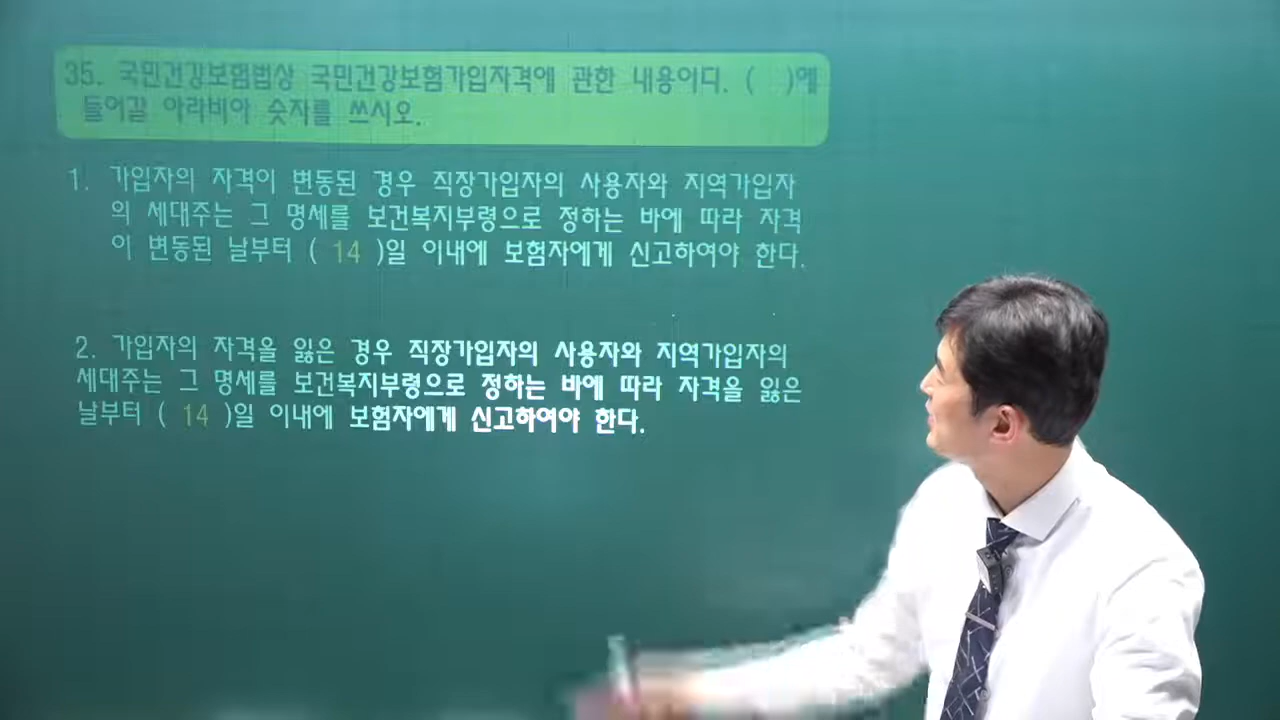 35. 국민건강보험법상 국민건강보험가입자격에 관한 내용이다. (  )에
들어갈 아라비아 숫자를 쓰시오.
1. 가입자의 자격이 변동된 경우 직장가입자의 사용자와 지역가입자
의 세대주는 그 명세를 보건복지부령으로 정하는 바에 따라 자격
이 변동된 날부터 ( 14 )일 이내에 보험자에게 신고하여야 한다.
2. 가입자의 자격을 잃은 경우 직장가입자의 사용자와 지역가입자의
세대주는 그 명세를 보건복지부령으로 정하는 바에 따라 자격을 잃은
날부터 ( 14 )일 이내에 보험자에게 신고하여야 한다.